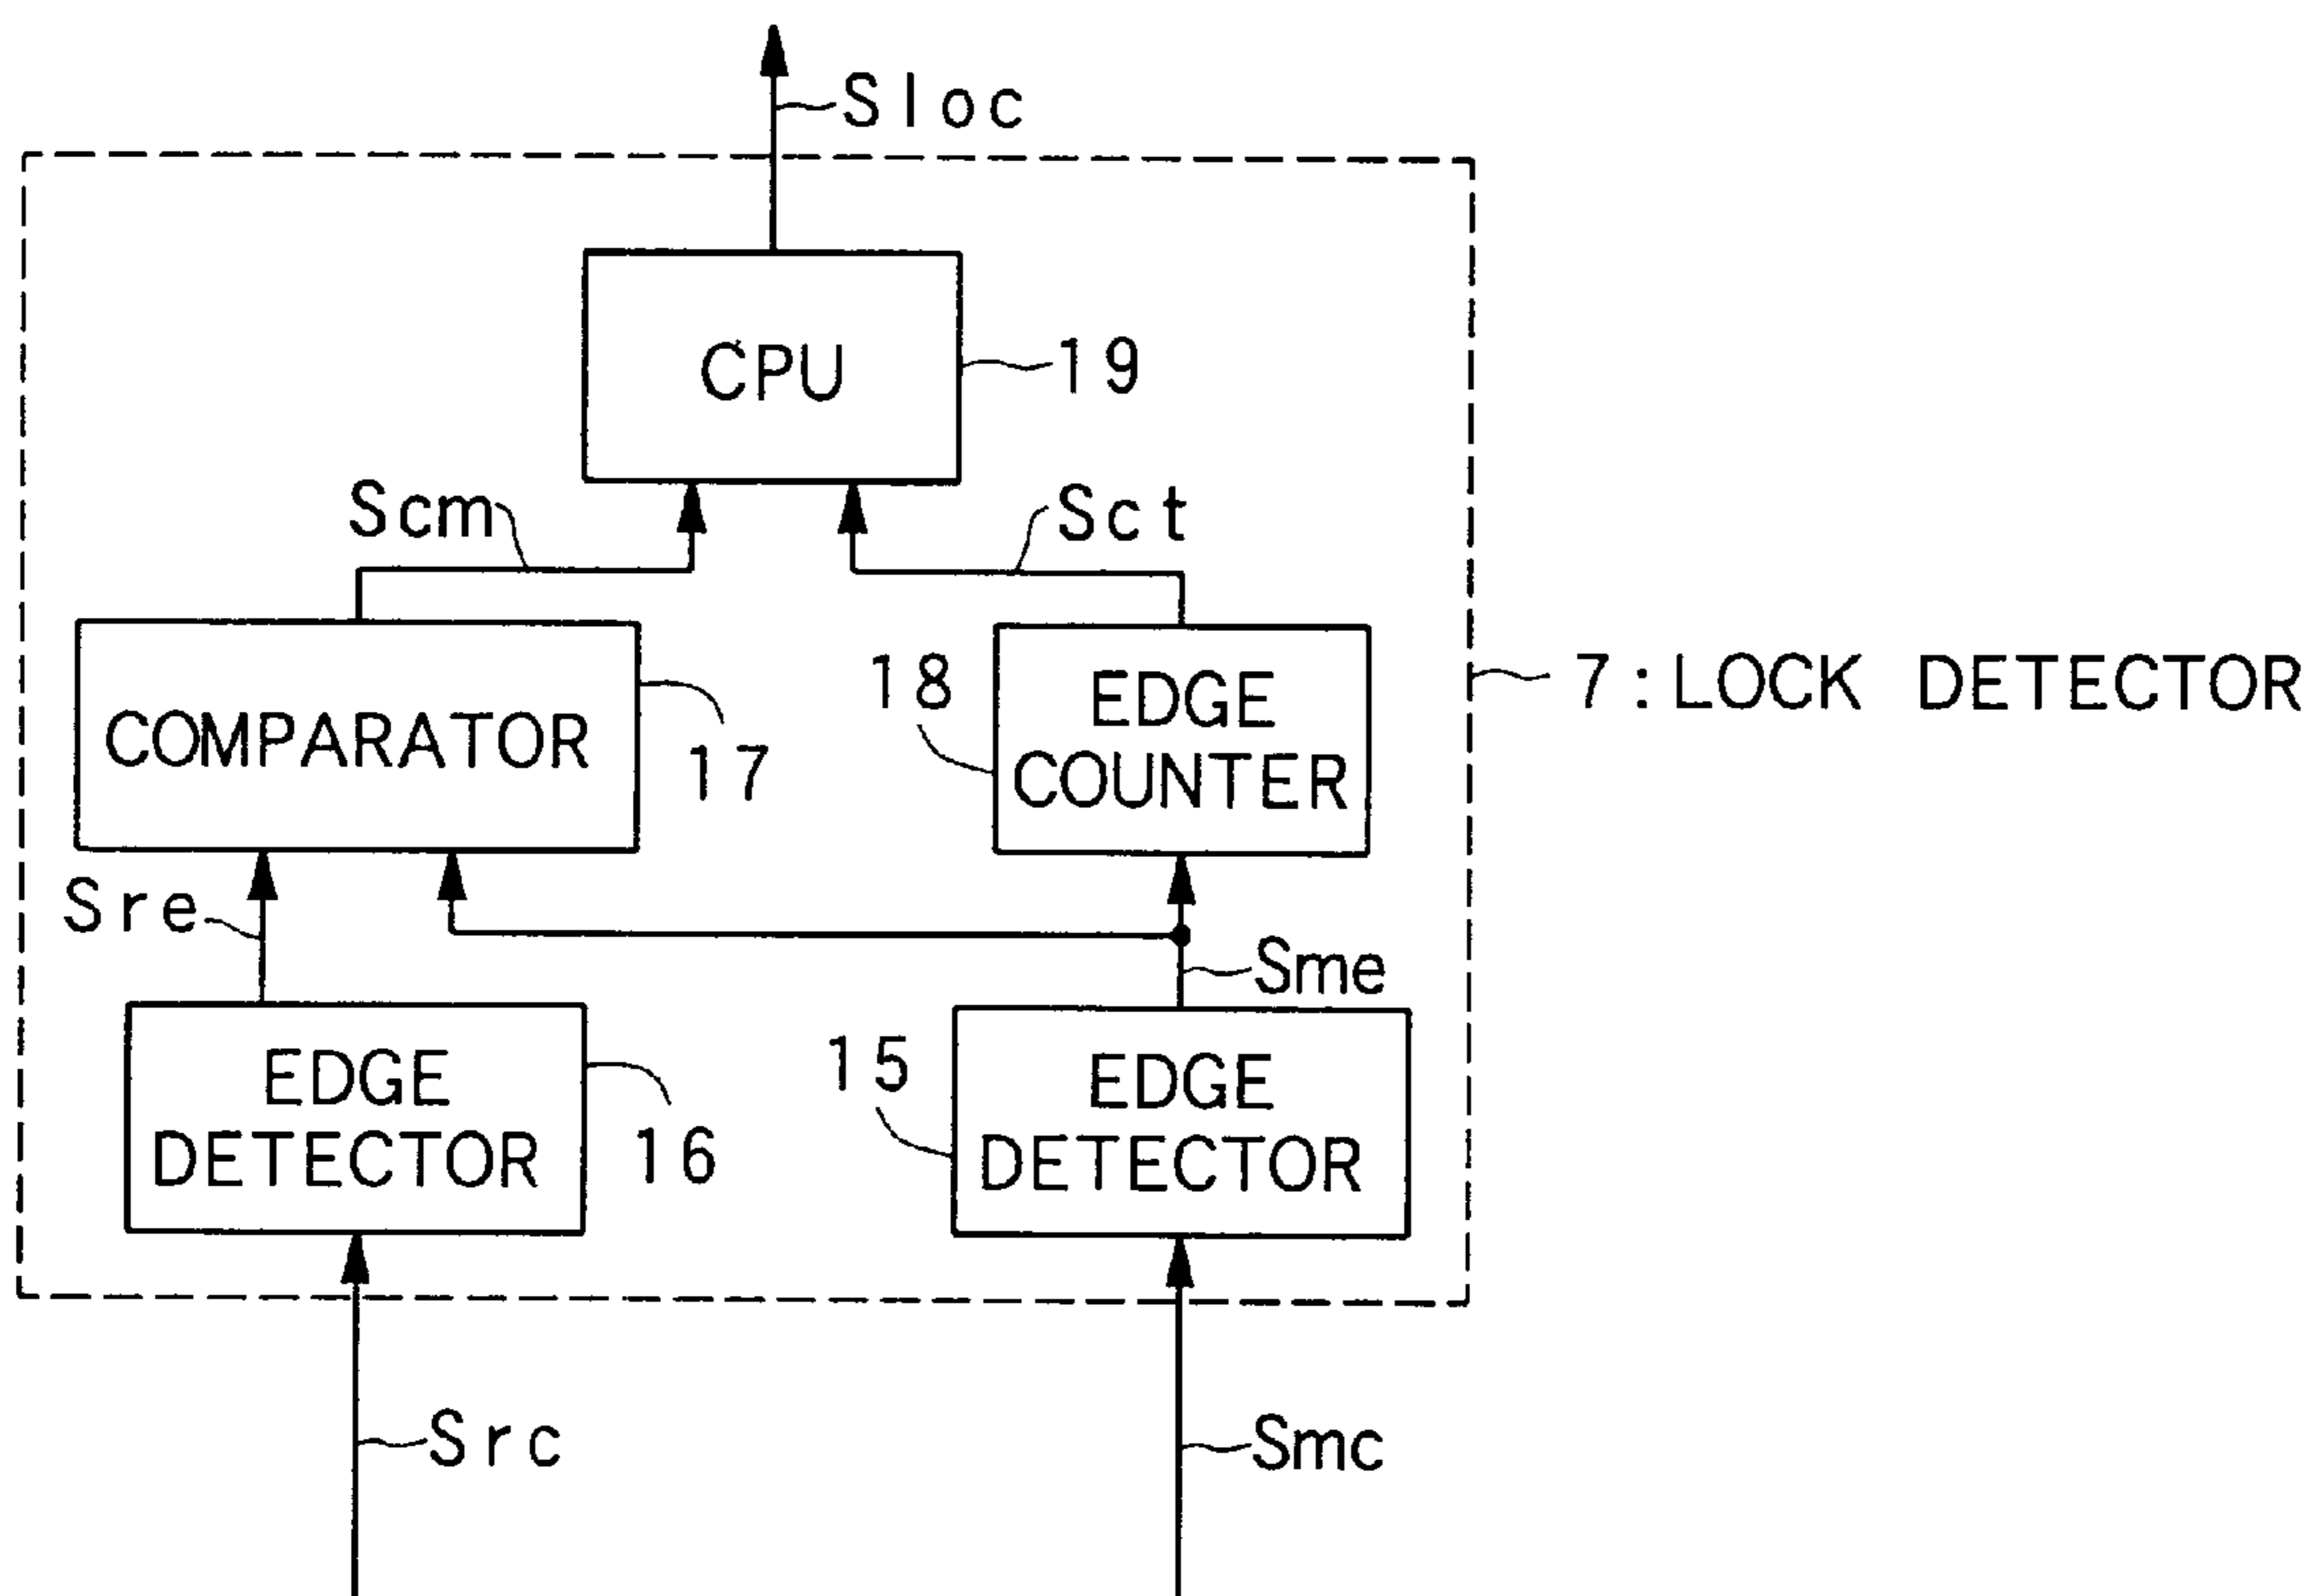 Sloc
CPU
19
Scm
Sct
COMPARATOR
17
18
EDGE
COUNTER
7:LOCK DETECTOR
Sre
Sme
EDGE
DETECTOR
16
15
EDGE
DETECTOR
Src
Smc